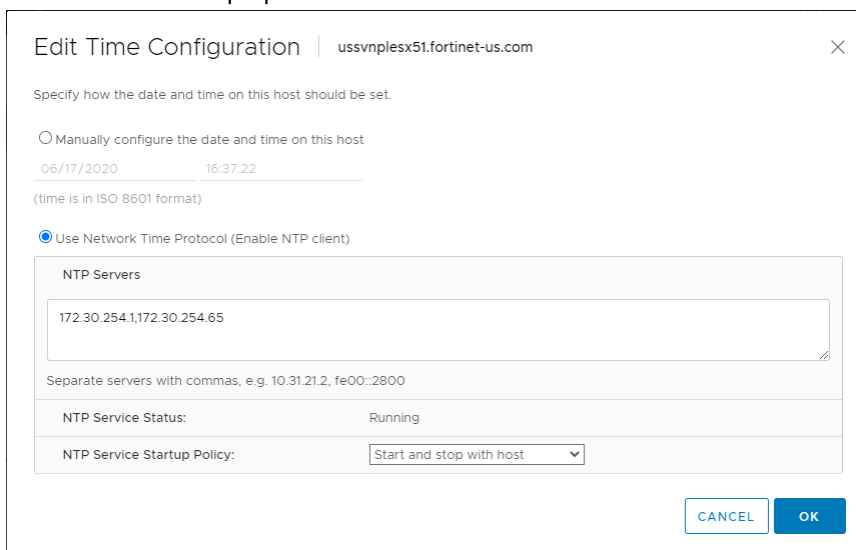 Edit Time Configuration ussvnplesx51.fortinet-us.com
Specify how the date and time on this host should be set.
Manually configure the date and time on this host
06/17/2020 16:37:22
(time is in ISO 8601 format)
Use Network Time Protocol (Enable NTP client)
NTP Servers
172.30.254.1,172.30.254.65
Separate servers with commas, e.g. 10.31.21.2, fe00::2800
NTP Service Status: Running
NTP Service Startup Policy: Start and stop with host
CANCEL OK